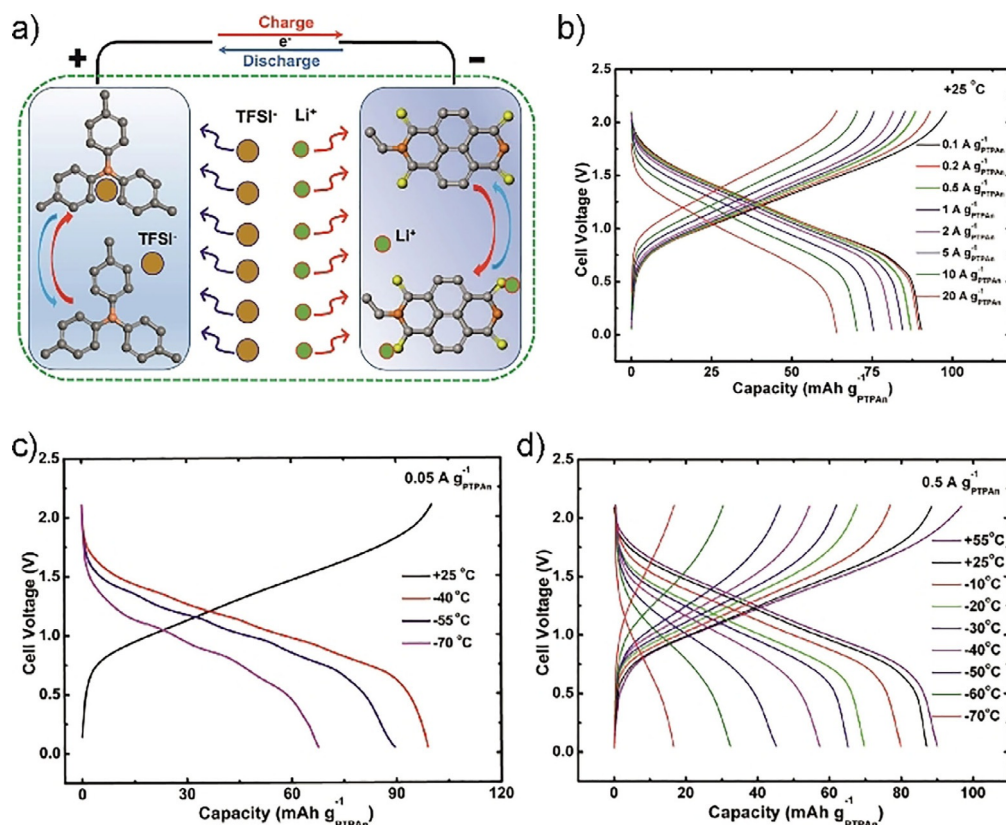 a)
Charge
e-
Discharge
+
-
TFSI-
Li+
TFSI-
Li+
b)
+25 °C
0.1 A g-1PTPAn
0.2 A g-1PTPAn
0.5 A g-1PTPAn
1 A g-1PTPAn
2 A g-1PTPAn
5 A g-1PTPAn
10 A g-1PTPAn
20 A g-1PTPAn
Cell Voltage (V)
2.5
2.0
1.5
1.0
0.5
0.0
0 25 50 75 100
Capacity (mAh g-1PTPAn)
c)
0.05 A g-1PTPAn
+25 °C
-40 °C
-55 °C
-70 °C
Cell Voltage (V)
2.5
2.0
1.5
1.0
0.5
0.0
0 30 60 90 120
Capacity (mAh g-1PTPAn)
d)
0.5 A g-1PTPAn
+55°C
+25°C
-10°C
-20°C
-30°C
-40°C
-50°C
-60°C
-70°C
Cell Voltage (V)
2.5
2.0
1.5
1.0
0.5
0.0
0 20 40 60 80 100
Capacity (mAh g-1PTPAn)